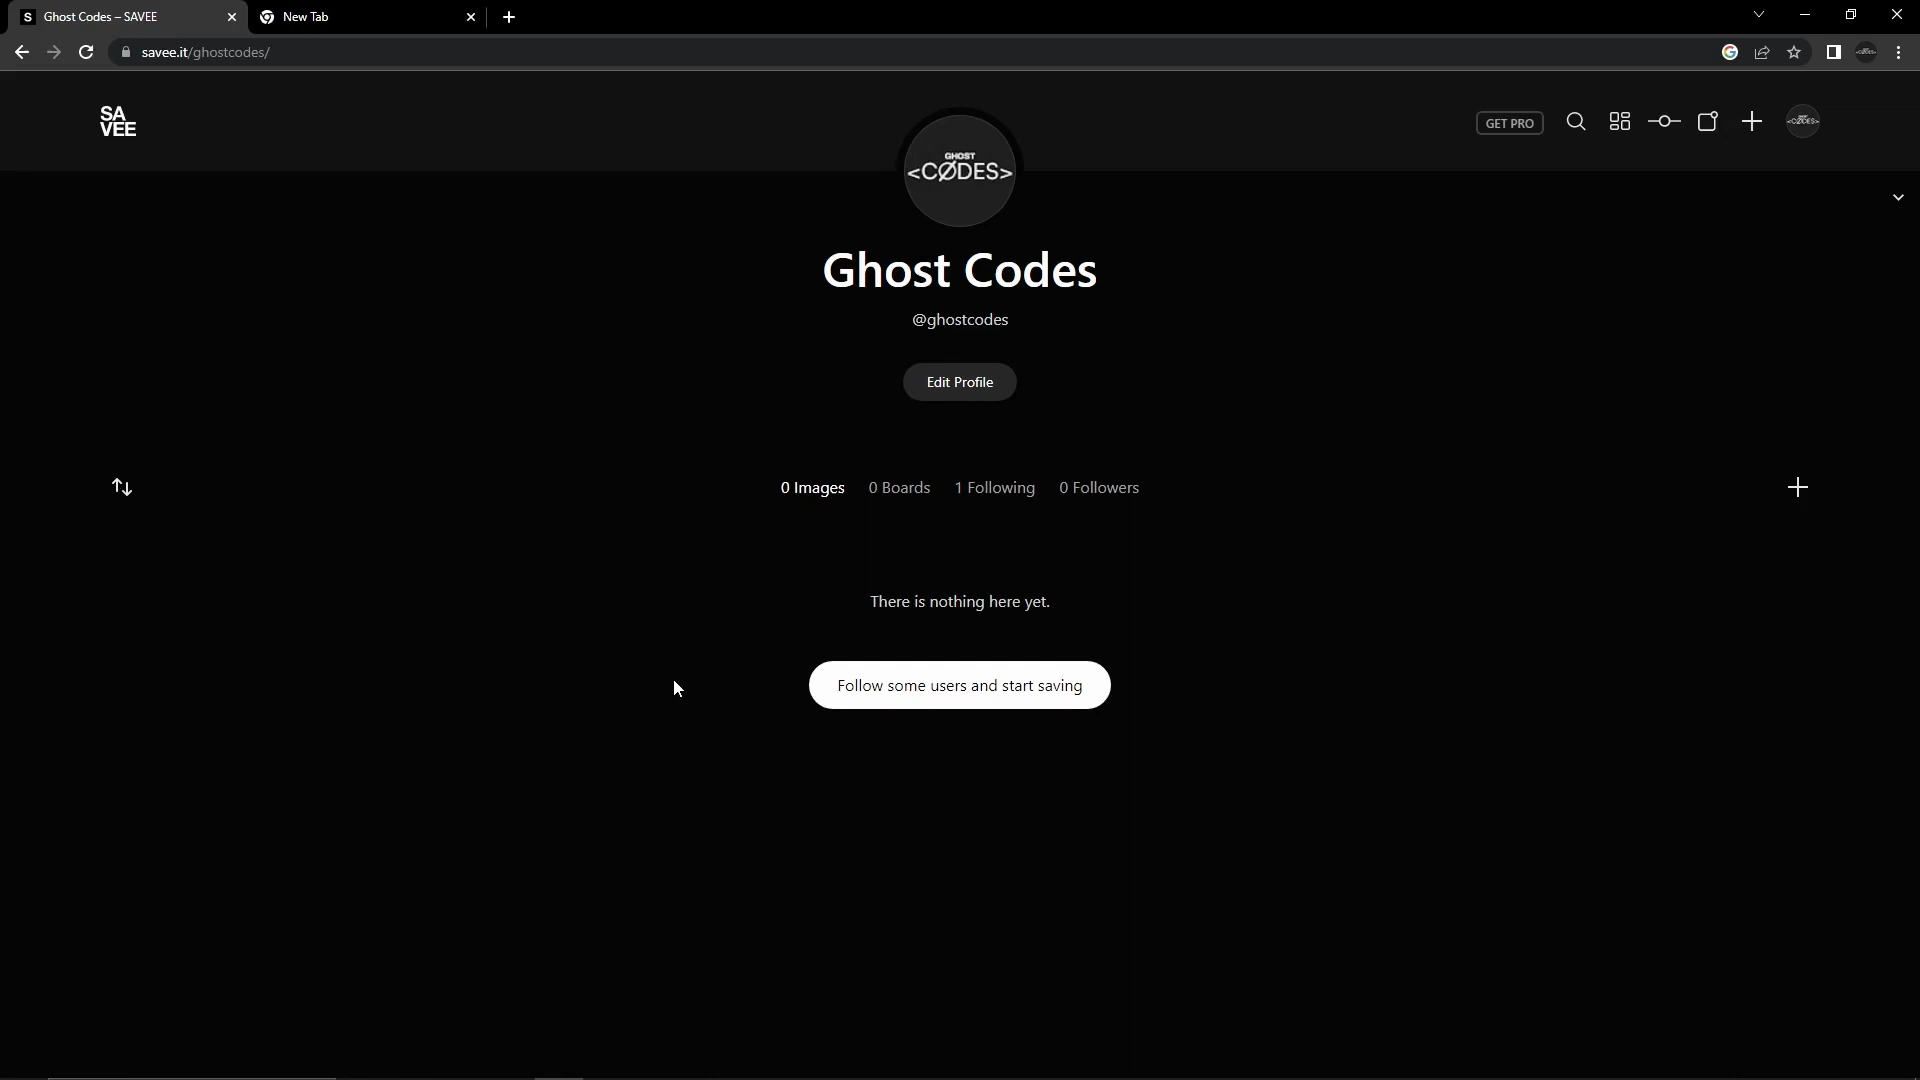 S Ghost Codes – SAVEE
New Tab
savee.it/ghostcodes/
SA
VEE
GHOST
<CØDES>
GET PRO
<CØDES>
Ghost Codes
@ghostcodes
Edit Profile
0 Images 0 Boards 1 Following 0 Followers
There is nothing here yet.
Follow some users and start saving